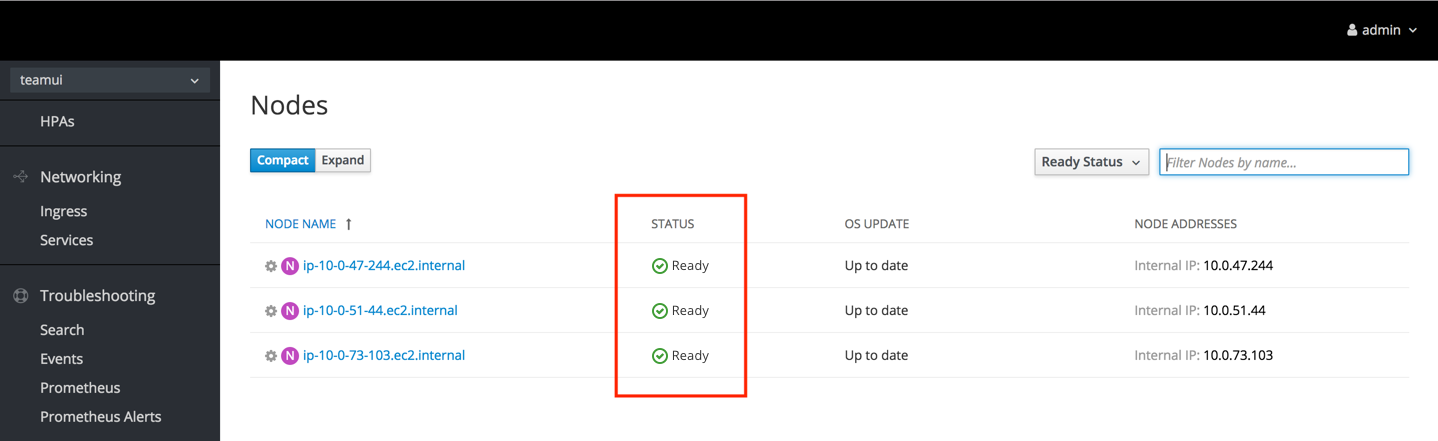 admin
teamui
HPAs
Networking
Ingress
Services
Troubleshooting
Search
Events
Prometheus
Prometheus Alerts
Nodes
Compact Expand
Ready Status Filter Nodes by name...
NODE NAME STATUS OS UPDATE NODE ADDRESSES
N ip-10-0-47-244.ec2.internal Ready Up to date Internal IP: 10.0.47.244
N ip-10-0-51-44.ec2.internal Ready Up to date Internal IP: 10.0.51.44
N ip-10-0-73-103.ec2.internal Ready Up to date Internal IP: 10.0.73.103